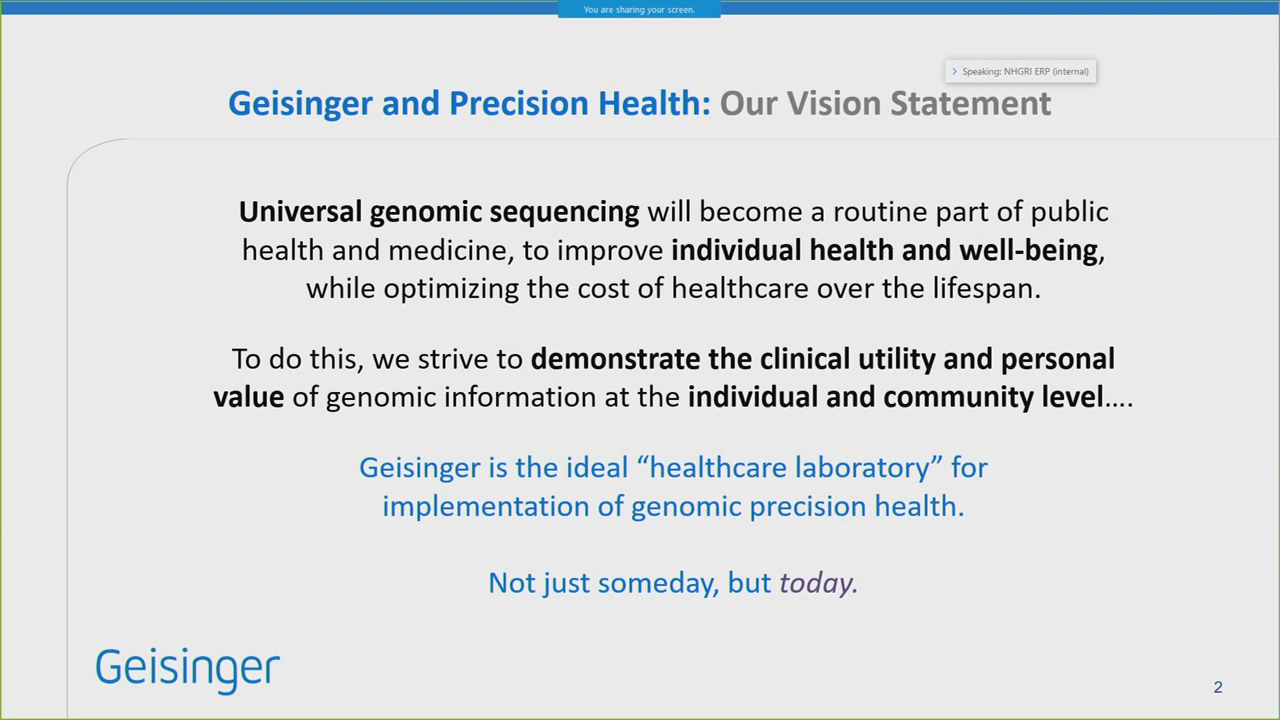 You are sharing your screen.
Speaking: NHGRI ERP (internal)
Geisinger and Precision Health: Our Vision Statement
Universal genomic sequencing will become a routine part of public
health and medicine, to improve individual health and well-being,
while optimizing the cost of healthcare over the lifespan.
To do this, we strive to demonstrate the clinical utility and personal
value of genomic information at the individual and community level....
Geisinger is the ideal “healthcare laboratory” for
implementation of genomic precision health.
Not just someday, but today.
Geisinger
2